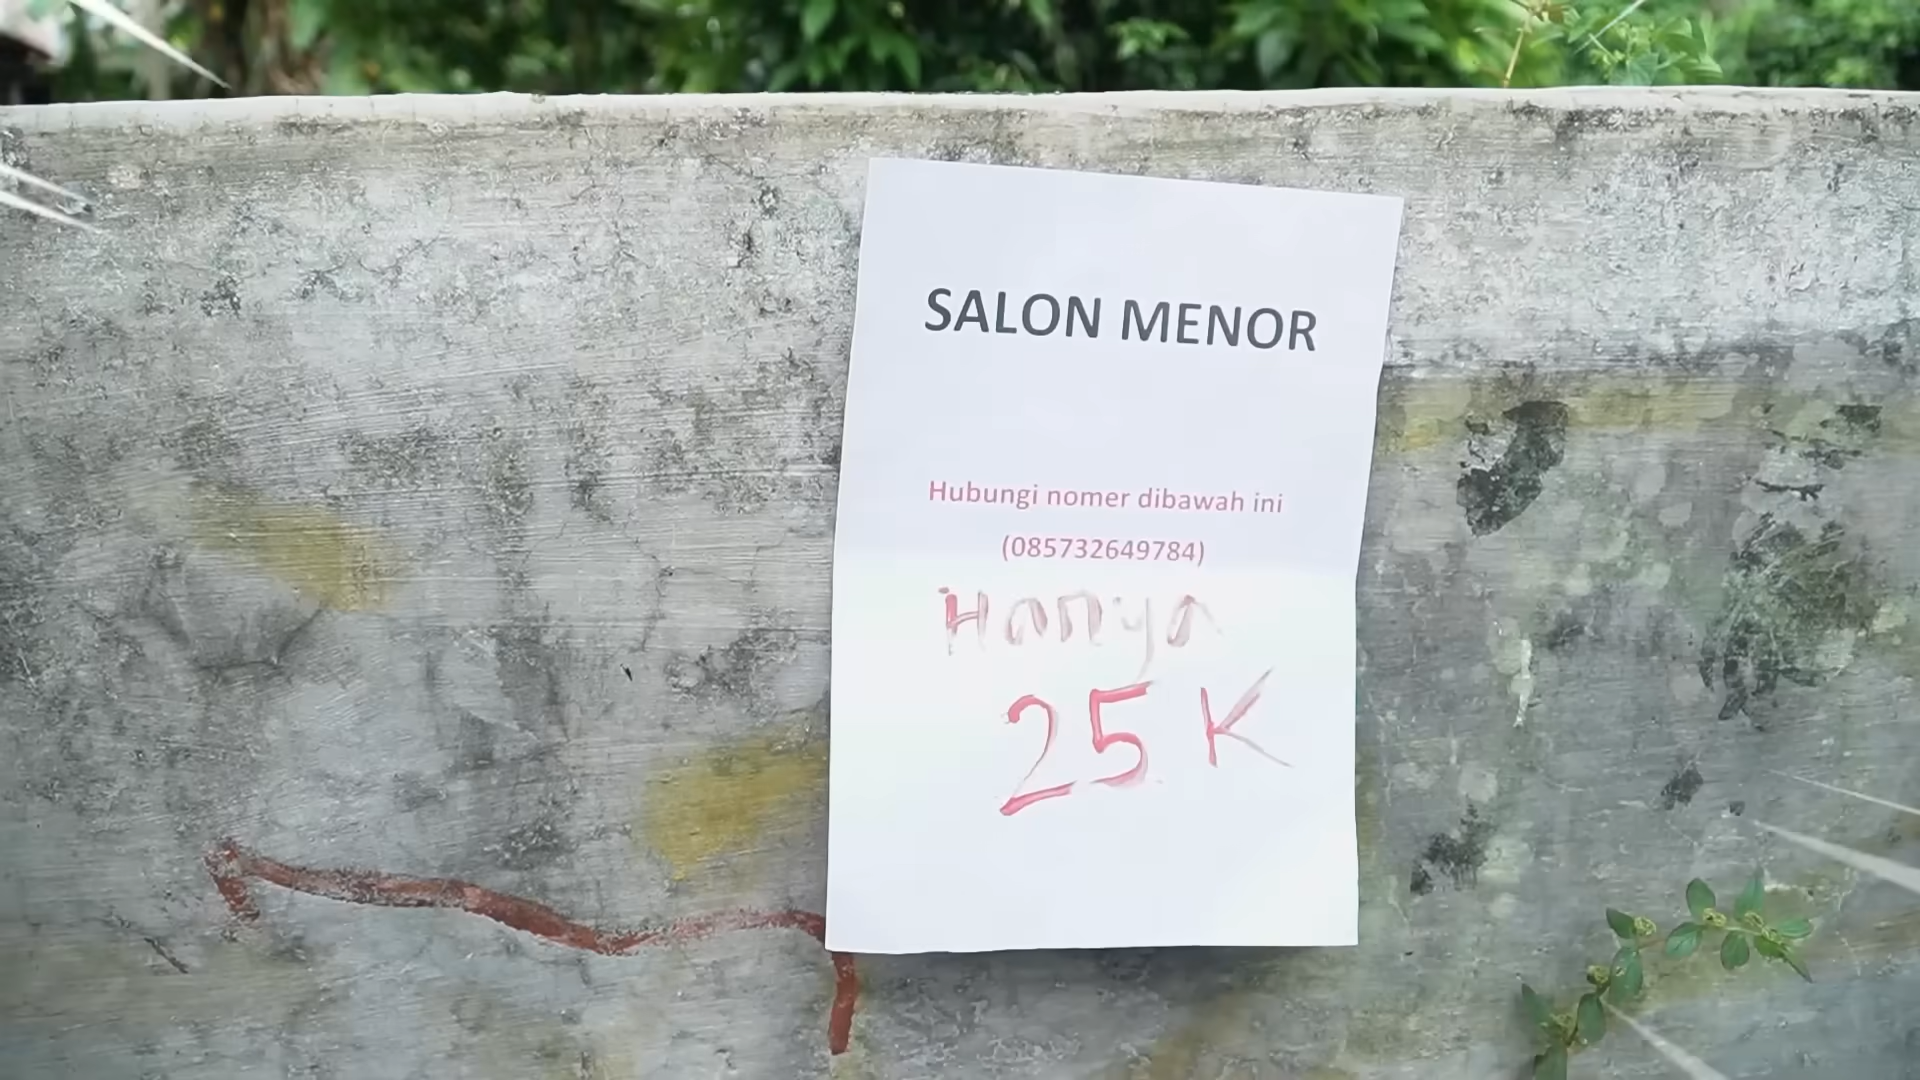 SALON MENOR
Hubungi nomer dibawah ini
(085732649784)
Hanya
25 K